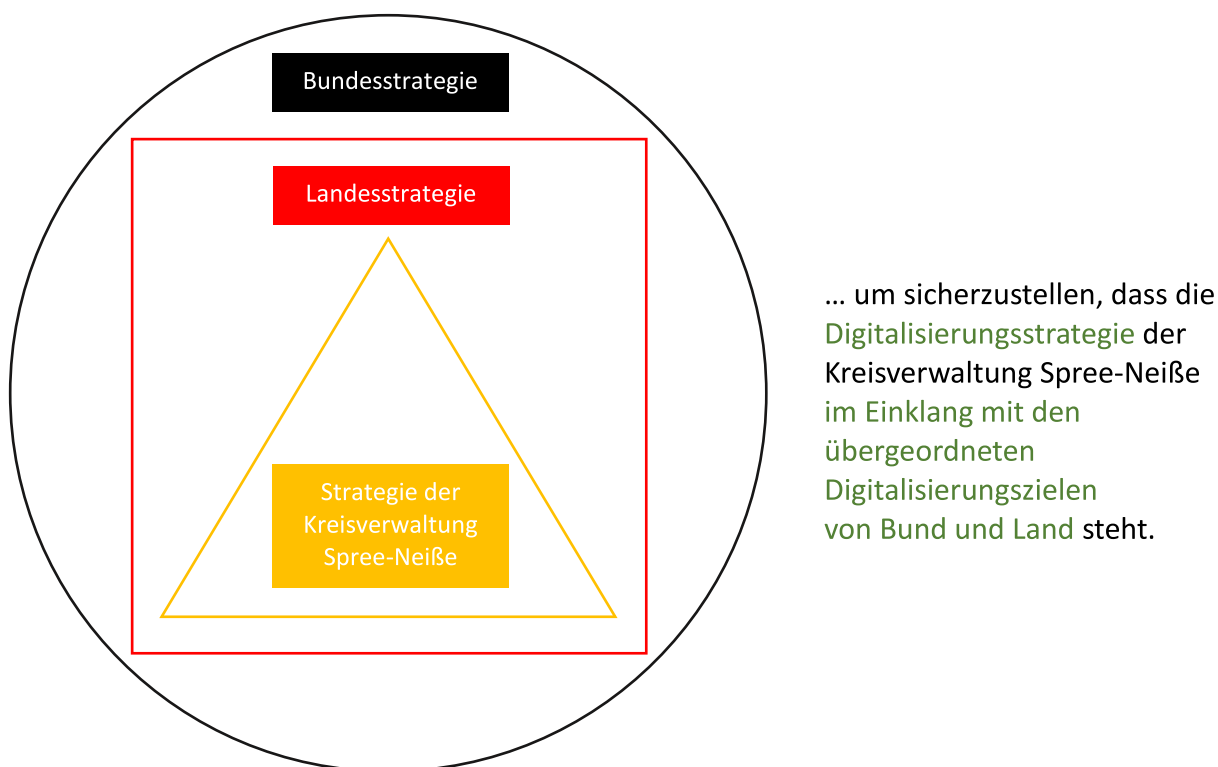 Bundesstrategie
Landesstrategie
Strategie der
Kreisverwaltung
Spree-Neiße
... um sicherzustellen, dass die
Digitalisierungsstrategie der
Kreisverwaltung Spree-Neiße
im Einklang mit den
übergeordneten
Digitalisierungszielen
von Bund und Land steht.